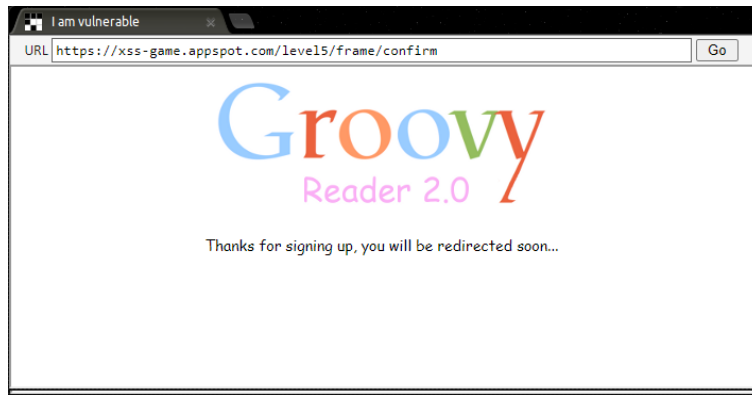 I am vulnerable
URL https://xss-game.appspot.com/level5/frame/confirm Go
Groovy
Reader 2.0
Thanks for signing up, you will be redirected soon...